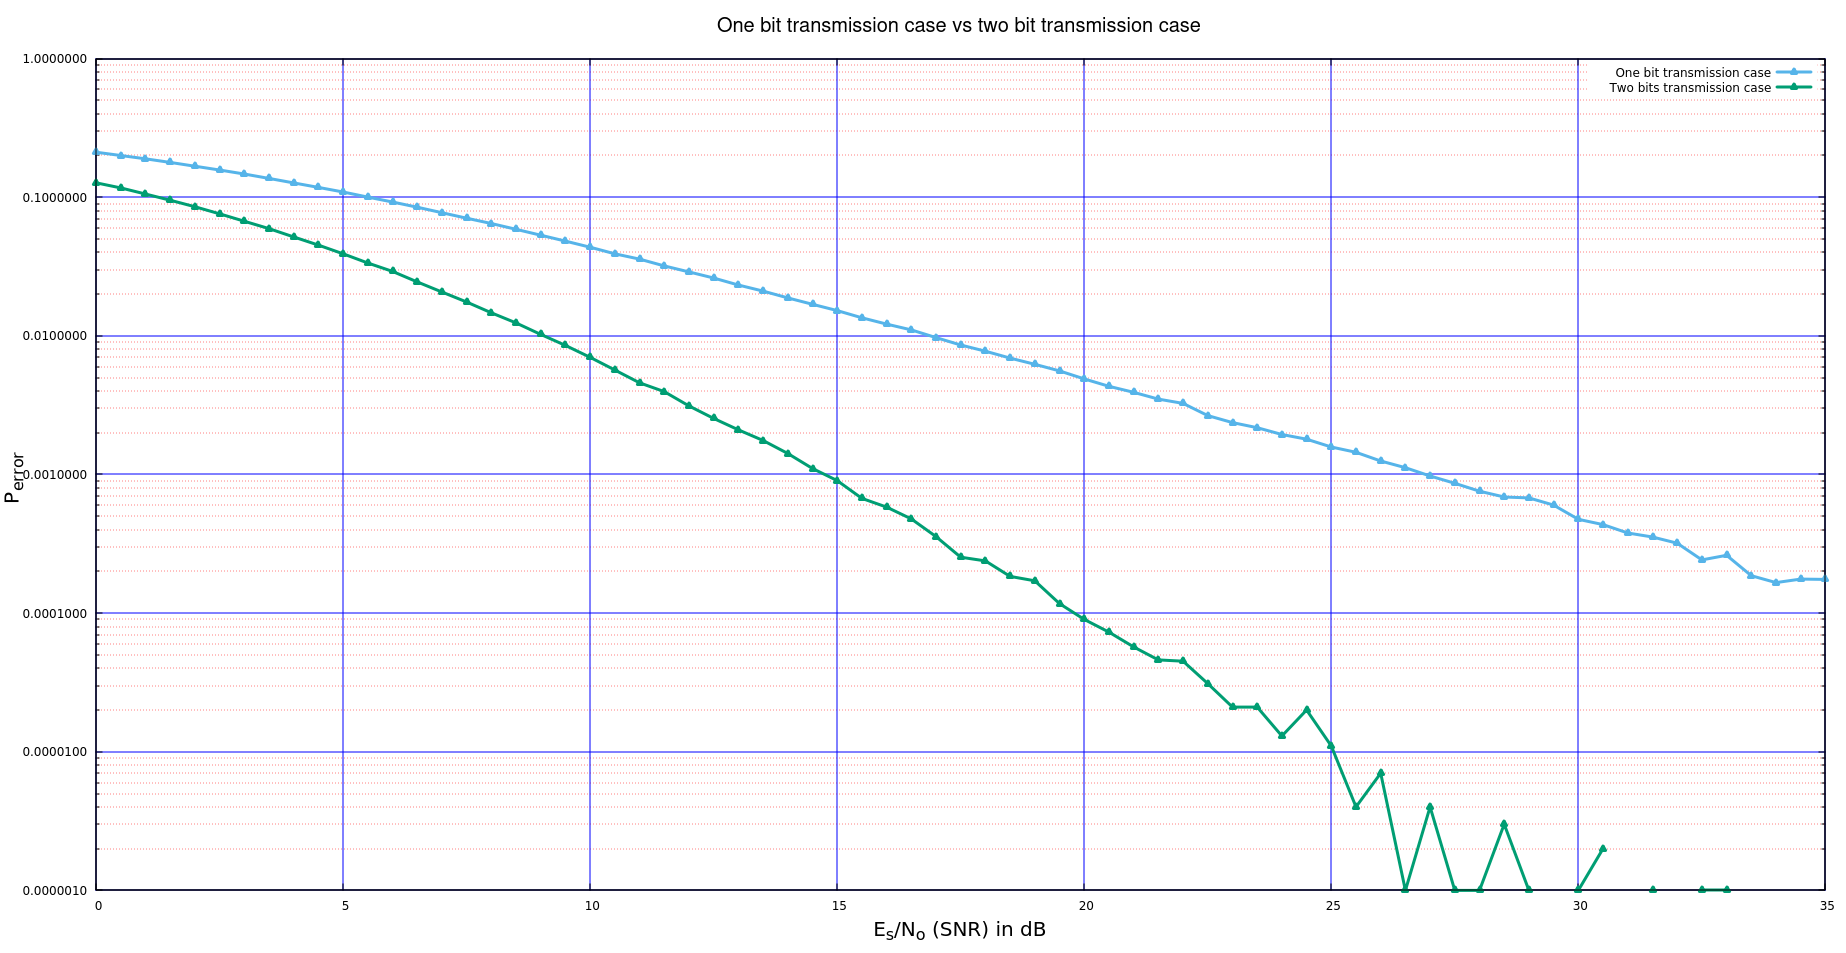 One bit transmission case vs two bit transmission case
1.0000000
One bit transmission case
Two bits transmission case
0.1000000
0.0100000
0.0010000
0.0001000
0.0000100
0.0000010
Perror
0 5 10 15 20 25 30 35
Es/No (SNR) in dB